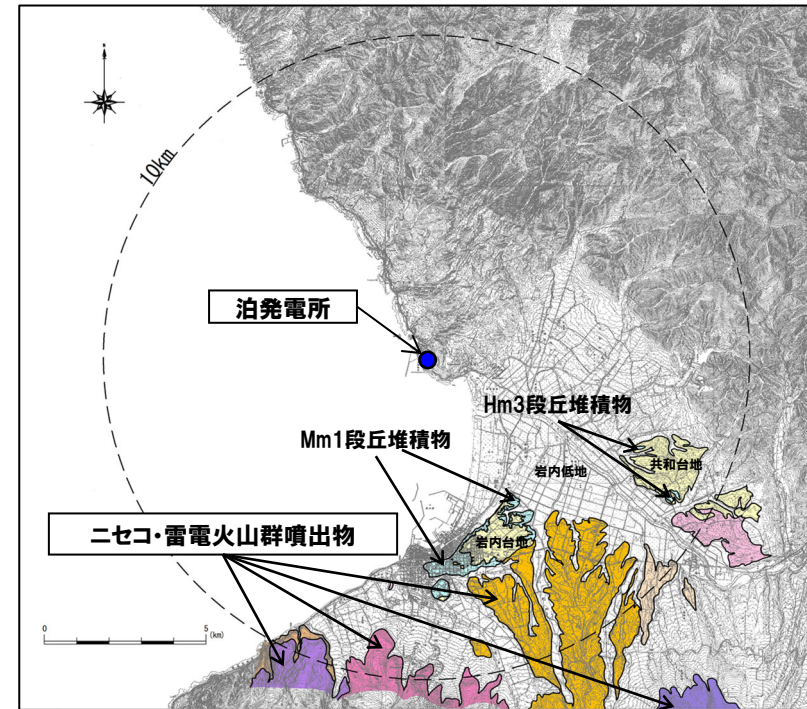 10km
泊発電所
Hm3段丘堆積物
Mm1段丘堆積物
共和台地
岩内低地
岩内台地
ニセコ・雷電火山群噴出物
0
5
(km)